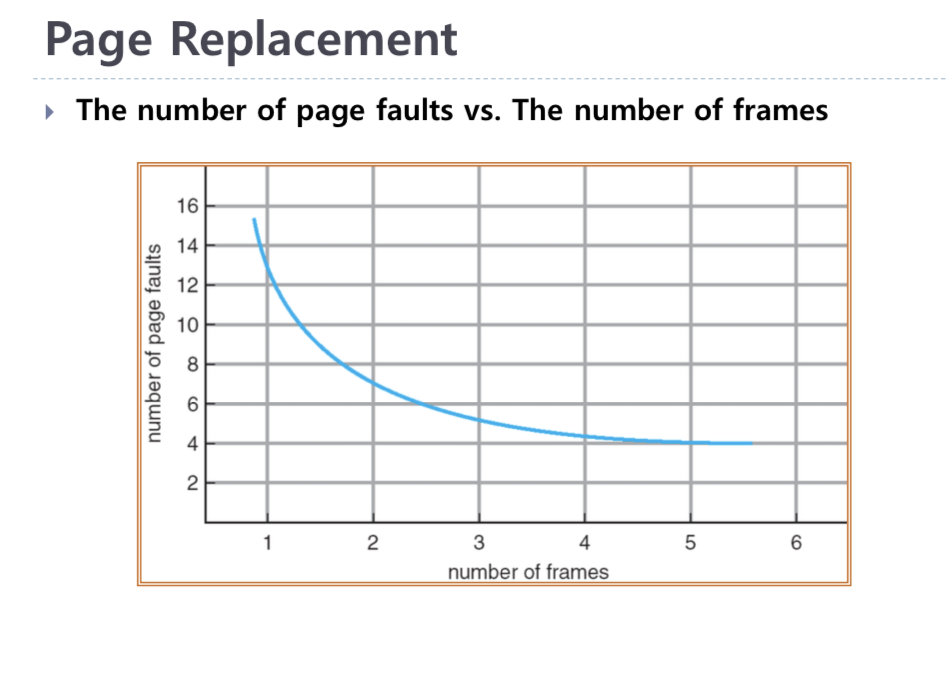 Page Replacement
The number of page faults vs. The number of frames
number of page faults
16
14
12
10
8
6
4
2
1 2 3 4 5 6
number of frames